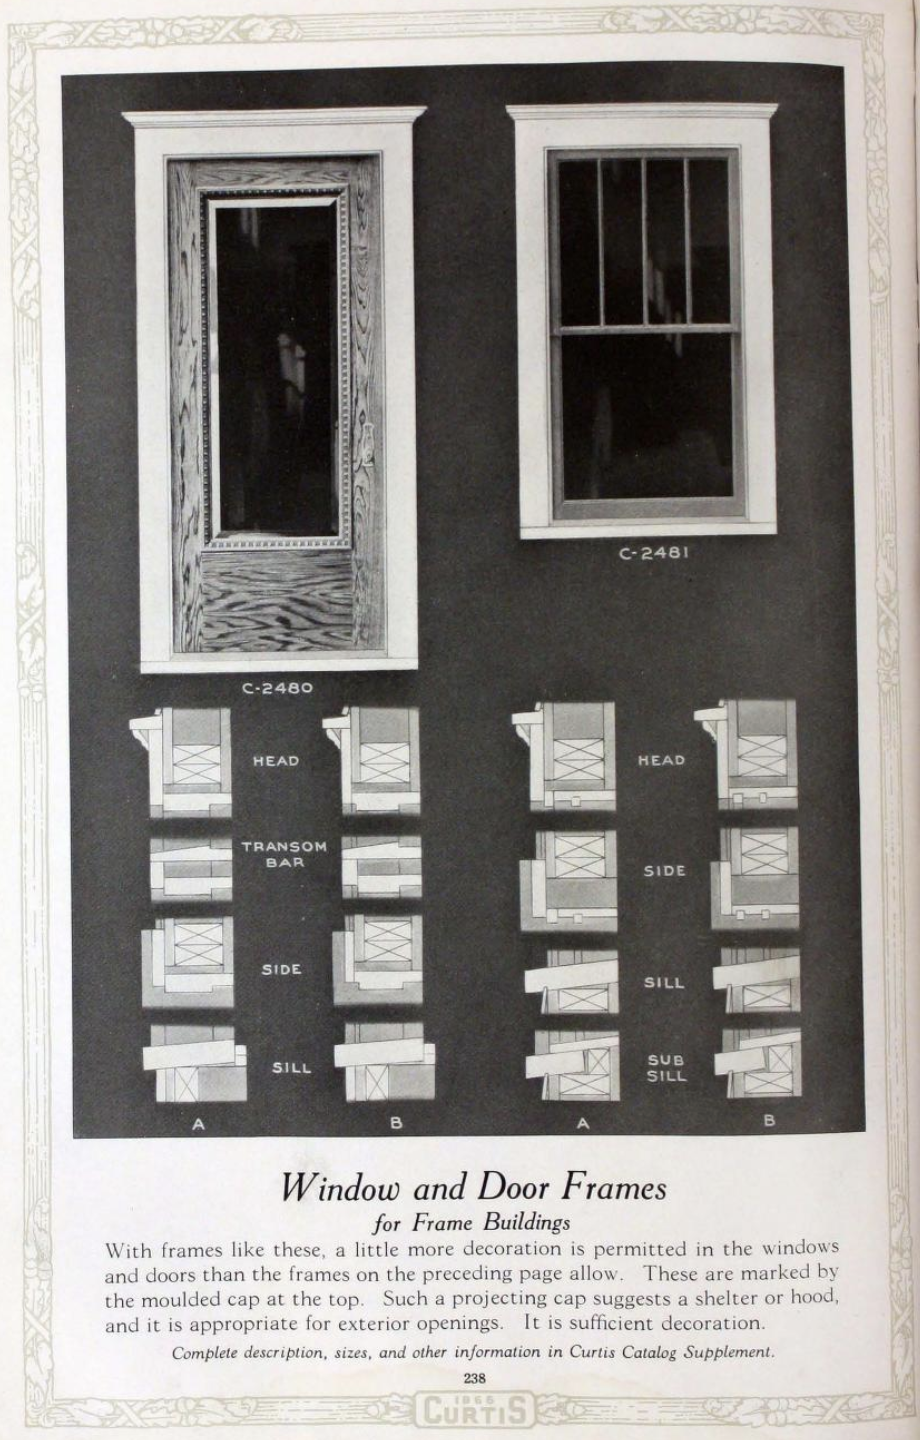 C-2481
C-2480
HEAD
HEAD
TRANSOM
BAR
SIDE
SIDE
SILL
SILL
SUB
SILL
A
B
A
B
Window and Door Frames
for Frame Buildings
With frames like these, a little more decoration is permitted in the windows
and doors than the frames on the preceding page allow. These are marked by
the moulded cap at the top. Such a projecting cap suggests a shelter or hood,
and it is appropriate for exterior openings. It is sufficient decoration.
Complete description, sizes, and other information in Curtis Catalog Supplement.
238
1866
CURTIS